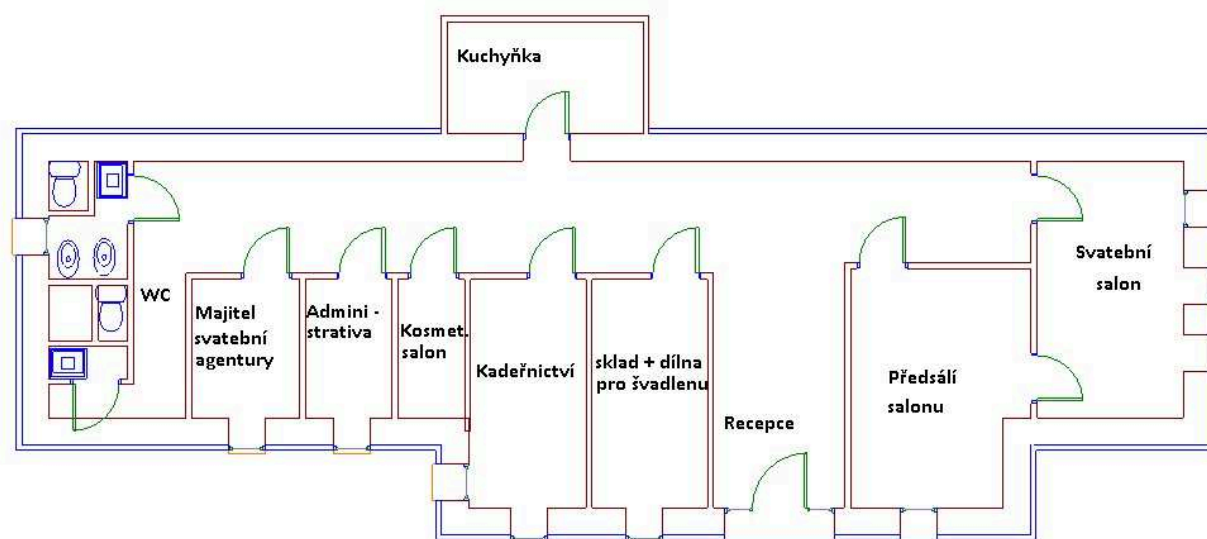 Kuchyňka
WC
Majitel
svatební
agentury
Admini -
strativa
Kosmet.
salon
Kadeřnictví
sklad + dílna
pro švadlenu
Recepce
Předsálí
salonu
Svatební
salon